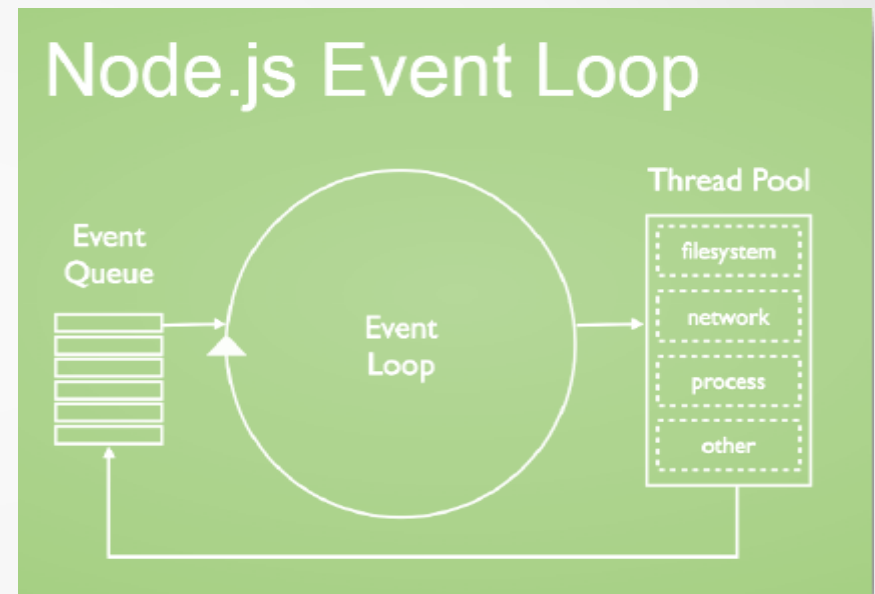 Node.js Event Loop
Event
Queue
Event
Loop
Thread Pool
filesystem
network
process
other